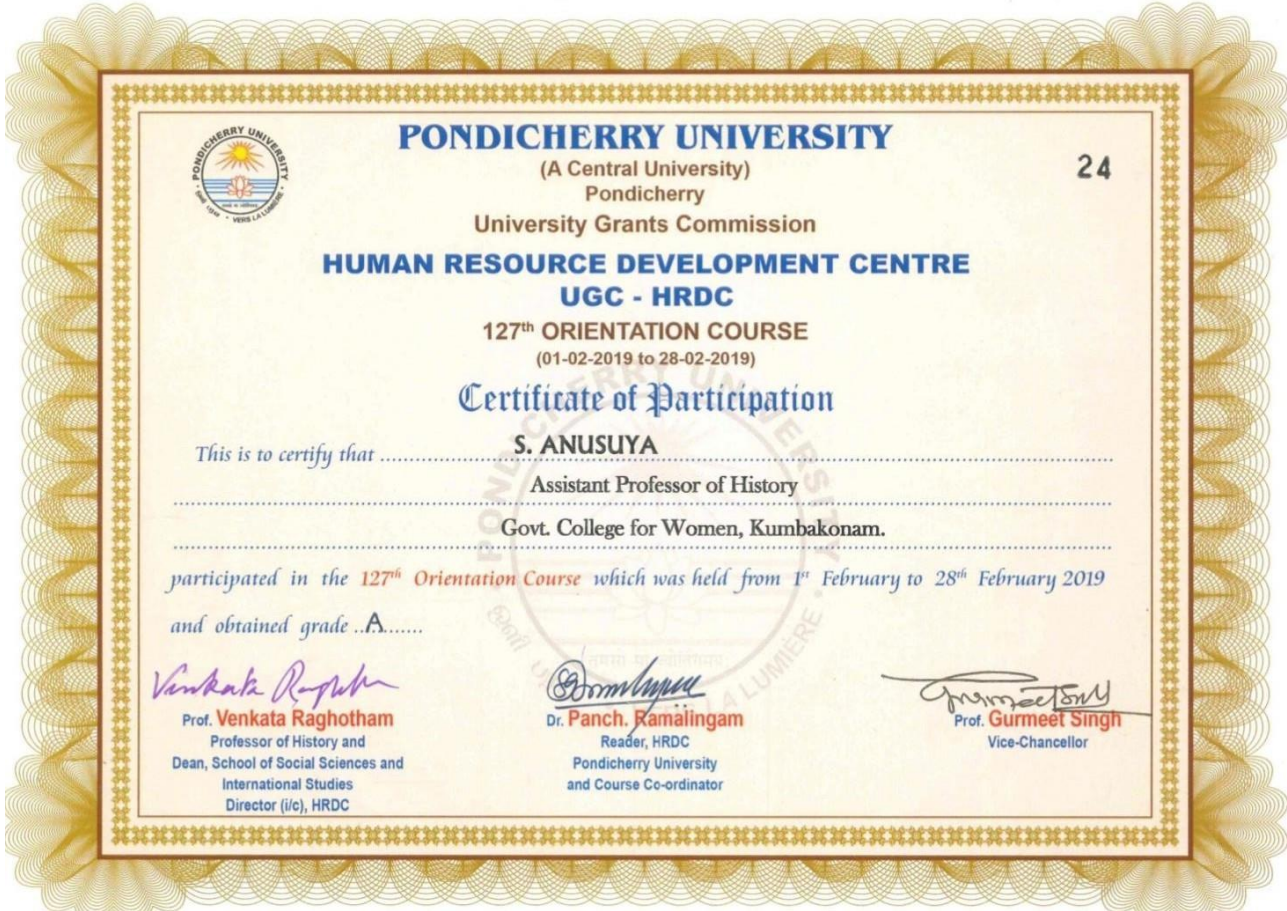 PONDICHERRY UNIVERSITY
(A Central University)
24
Pondicherry
University Grants Commission
HUMAN RESOURCE DEVELOPMENT CENTRE
UGC - HRDC
127th ORIENTATION COURSE
(01-02-2019 to 28-02-2019)
Certificate of Participation
This is to certify that .................... S. ANUSUYA
Assistant Professor of History
Govt. College for Women, Kumbakonam.
participated in the 127th Orientation Course which was held from 1st February to 28th February 2019
and obtained grade ..A.......
Prof. Venkata Raghotham
Professor of History and
Dean, School of Social Sciences and
International Studies
Director (i/c), HRDC
Dr. Panch. Ramalingam
Reader, HRDC
Pondicherry University
and Course Co-ordinator
Prof. Gurmeet Singh
Vice-Chancellor
PONDICHERRY UNIVERSITY
VERS LA LUMIÈRE